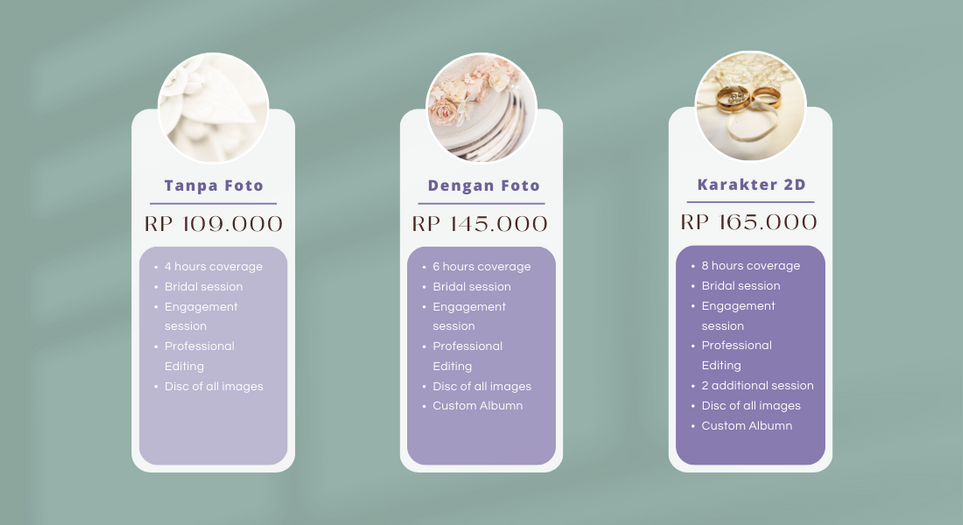 Tanpa Foto
RP 109.000
• 4 hours coverage
• Bridal session
• Engagement
session
• Professional
Editing
• Disc of all images
Dengan Foto
RP 145.000
• 6 hours coverage
• Bridal session
• Engagement
session
• Professional
Editing
• Disc of all images
• Custom Albumn
Karakter 2D
RP 165.000
• 8 hours coverage
• Bridal session
• Engagement
session
• Professional
Editing
• 2 additional session
• Disc of all images
• Custom Albumn